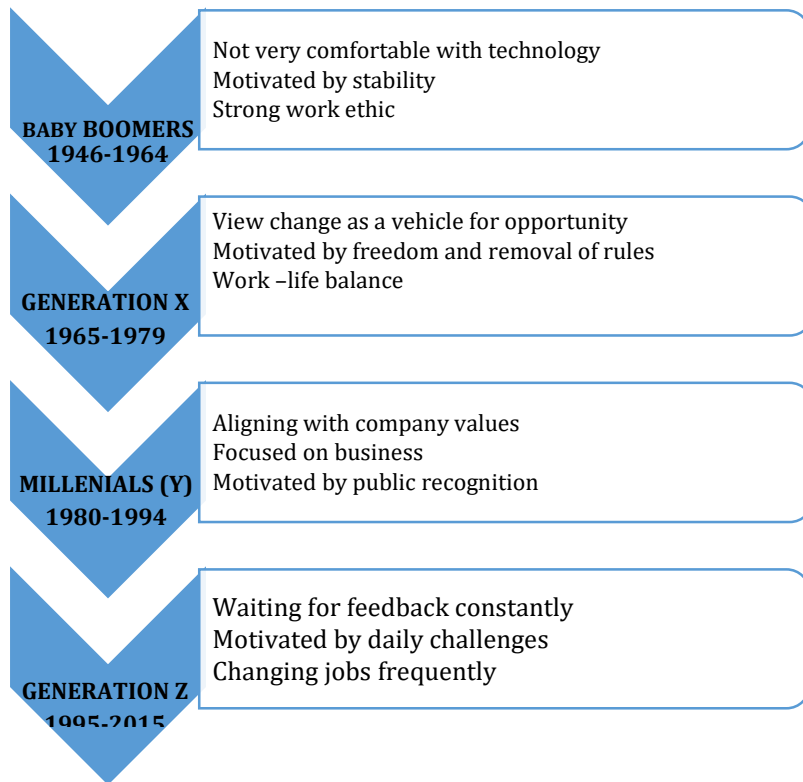 Not very comfortable with technology
Motivated by stability
Strong work ethic
BABY BOOMERS
1946-1964
View change as a vehicle for opportunity
Motivated by freedom and removal of rules
Work –life balance
GENERATION X
1965-1979
Aligning with company values
Focused on business
Motivated by public recognition
MILLENIALS (Y)
1980-1994
Waiting for feedback constantly
Motivated by daily challenges
Changing jobs frequently
GENERATION Z
1995-2015